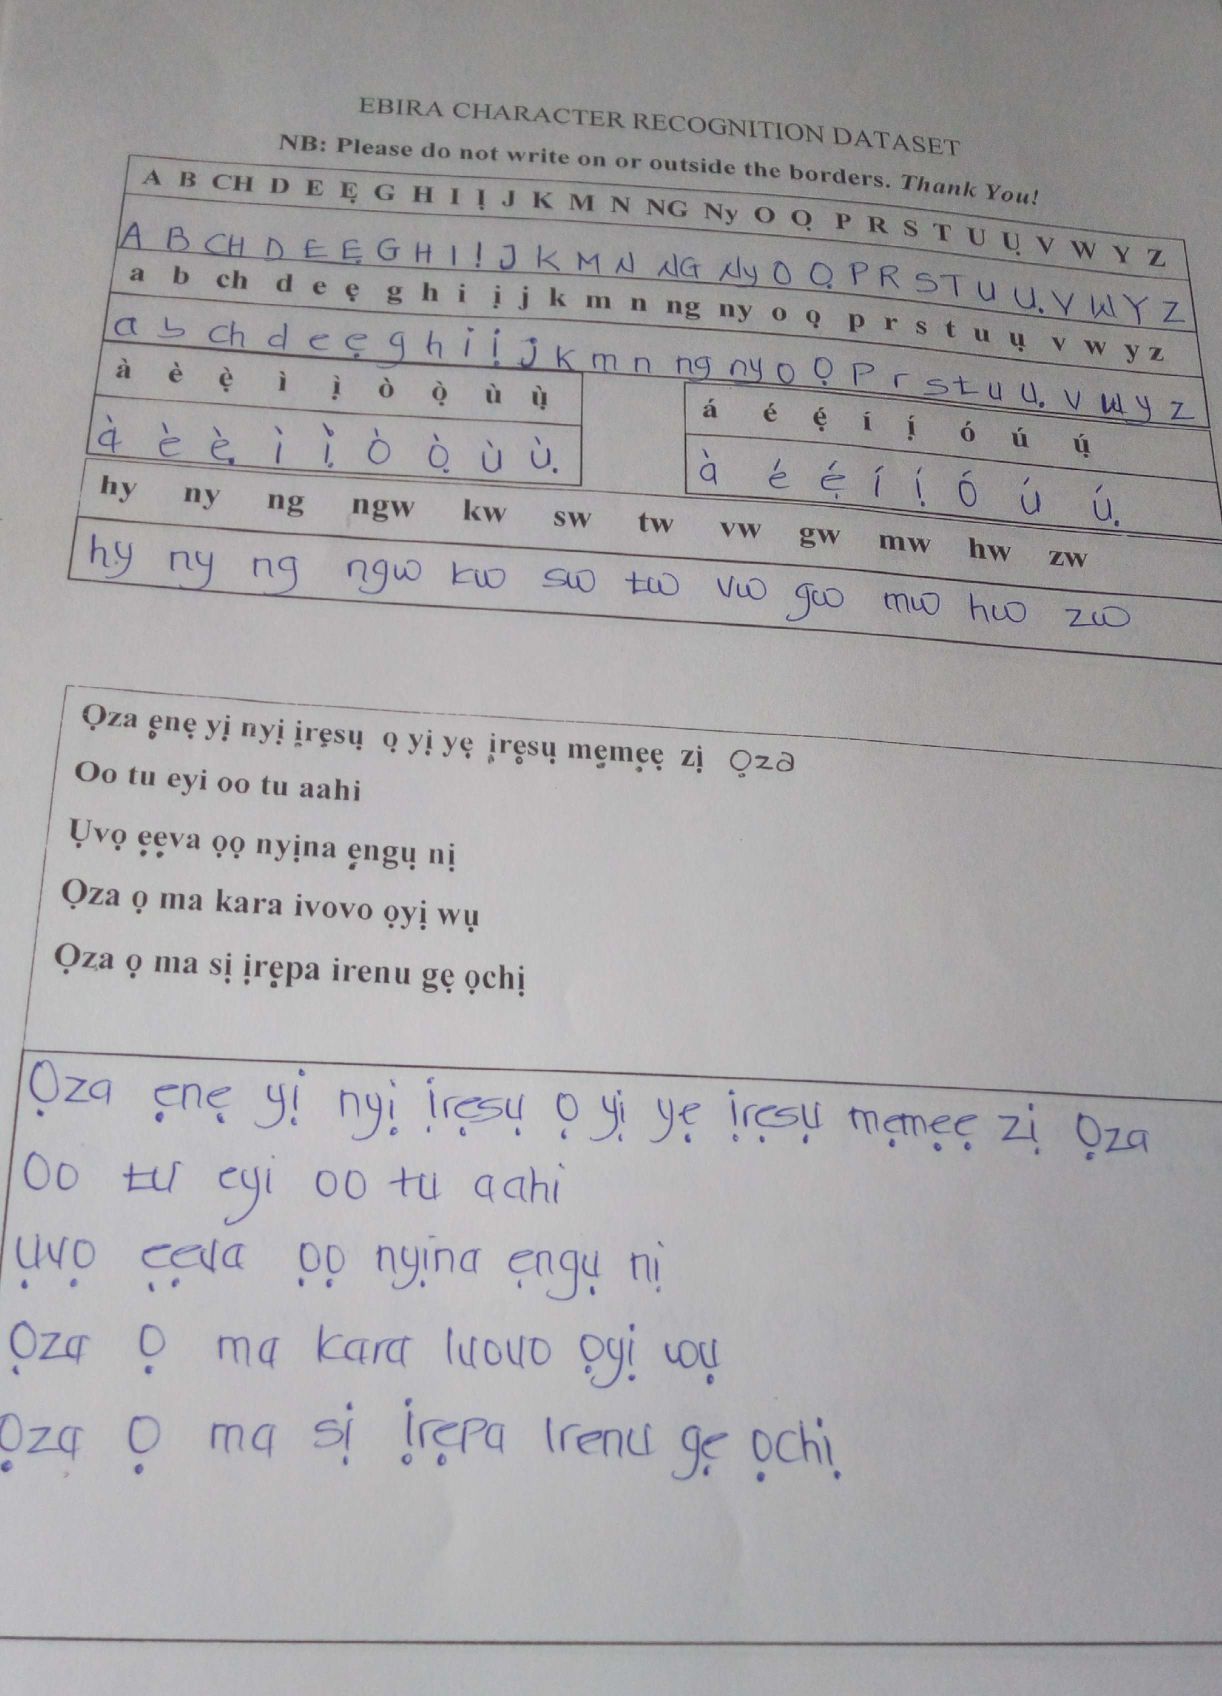 EBIRA CHARACTER RECOGNITION DATASET
NB: Please do not write on or outside the borders. Thank You!
A B CH D E Ẹ G H I Ị J K M N NG Ny O Ọ P R S T U Ụ V W Y Z
A B CH D E Ẹ G H I Ị J K M N NG Ny O Ọ P R S T U Ụ V W Y Z
a b ch d e ẹ g h i ị j k m n ng ny o ọ p r s t u ụ v w y z
a b ch d e ẹ g h i ị j k m n ng ny o ọ p r s t u ụ v w y z
à è ẹ̀ ì ị̀ ò ọ̀ ù ụ̀
à è ẹ̀ ì ị̀ ò ọ̀ ù ụ̀
á é ẹ́ í ị́ ó ú ụ́
à é ẹ́ í ị́ ó ú ụ́
hy ny ng ngw kw sw tw vw gw mw hw zw
hy ny ng ngw kw sw tw vw gw mw hw zw
Ọza ẹnẹ yị nyị ịrẹsụ ọ yị yẹ ịrẹsụ mẹmẹẹ zị Ọza
Oo tu eyi oo tu aahi
Ụvọ ẹẹva ọọ nyịna ẹngụ nị
Ọza ọ ma kara ivovo ọyị wụ
Ọza ọ ma sị ịrẹpa irenu gẹ ọchị
Ọza ẹnẹ yị nyị ịrẹsụ ọ yị yẹ ịrẹsụ mẹmẹẹ zị Ọza
Oo tu eyi oo tu aahi
Ụvọ ẹẹva ọọ nyịna ẹngụ nị
Ọza Ọ ma kara Ivovo ọyị wụ
Ọza Ọ ma sị ịrẹpa Irenu gẹ ọchị